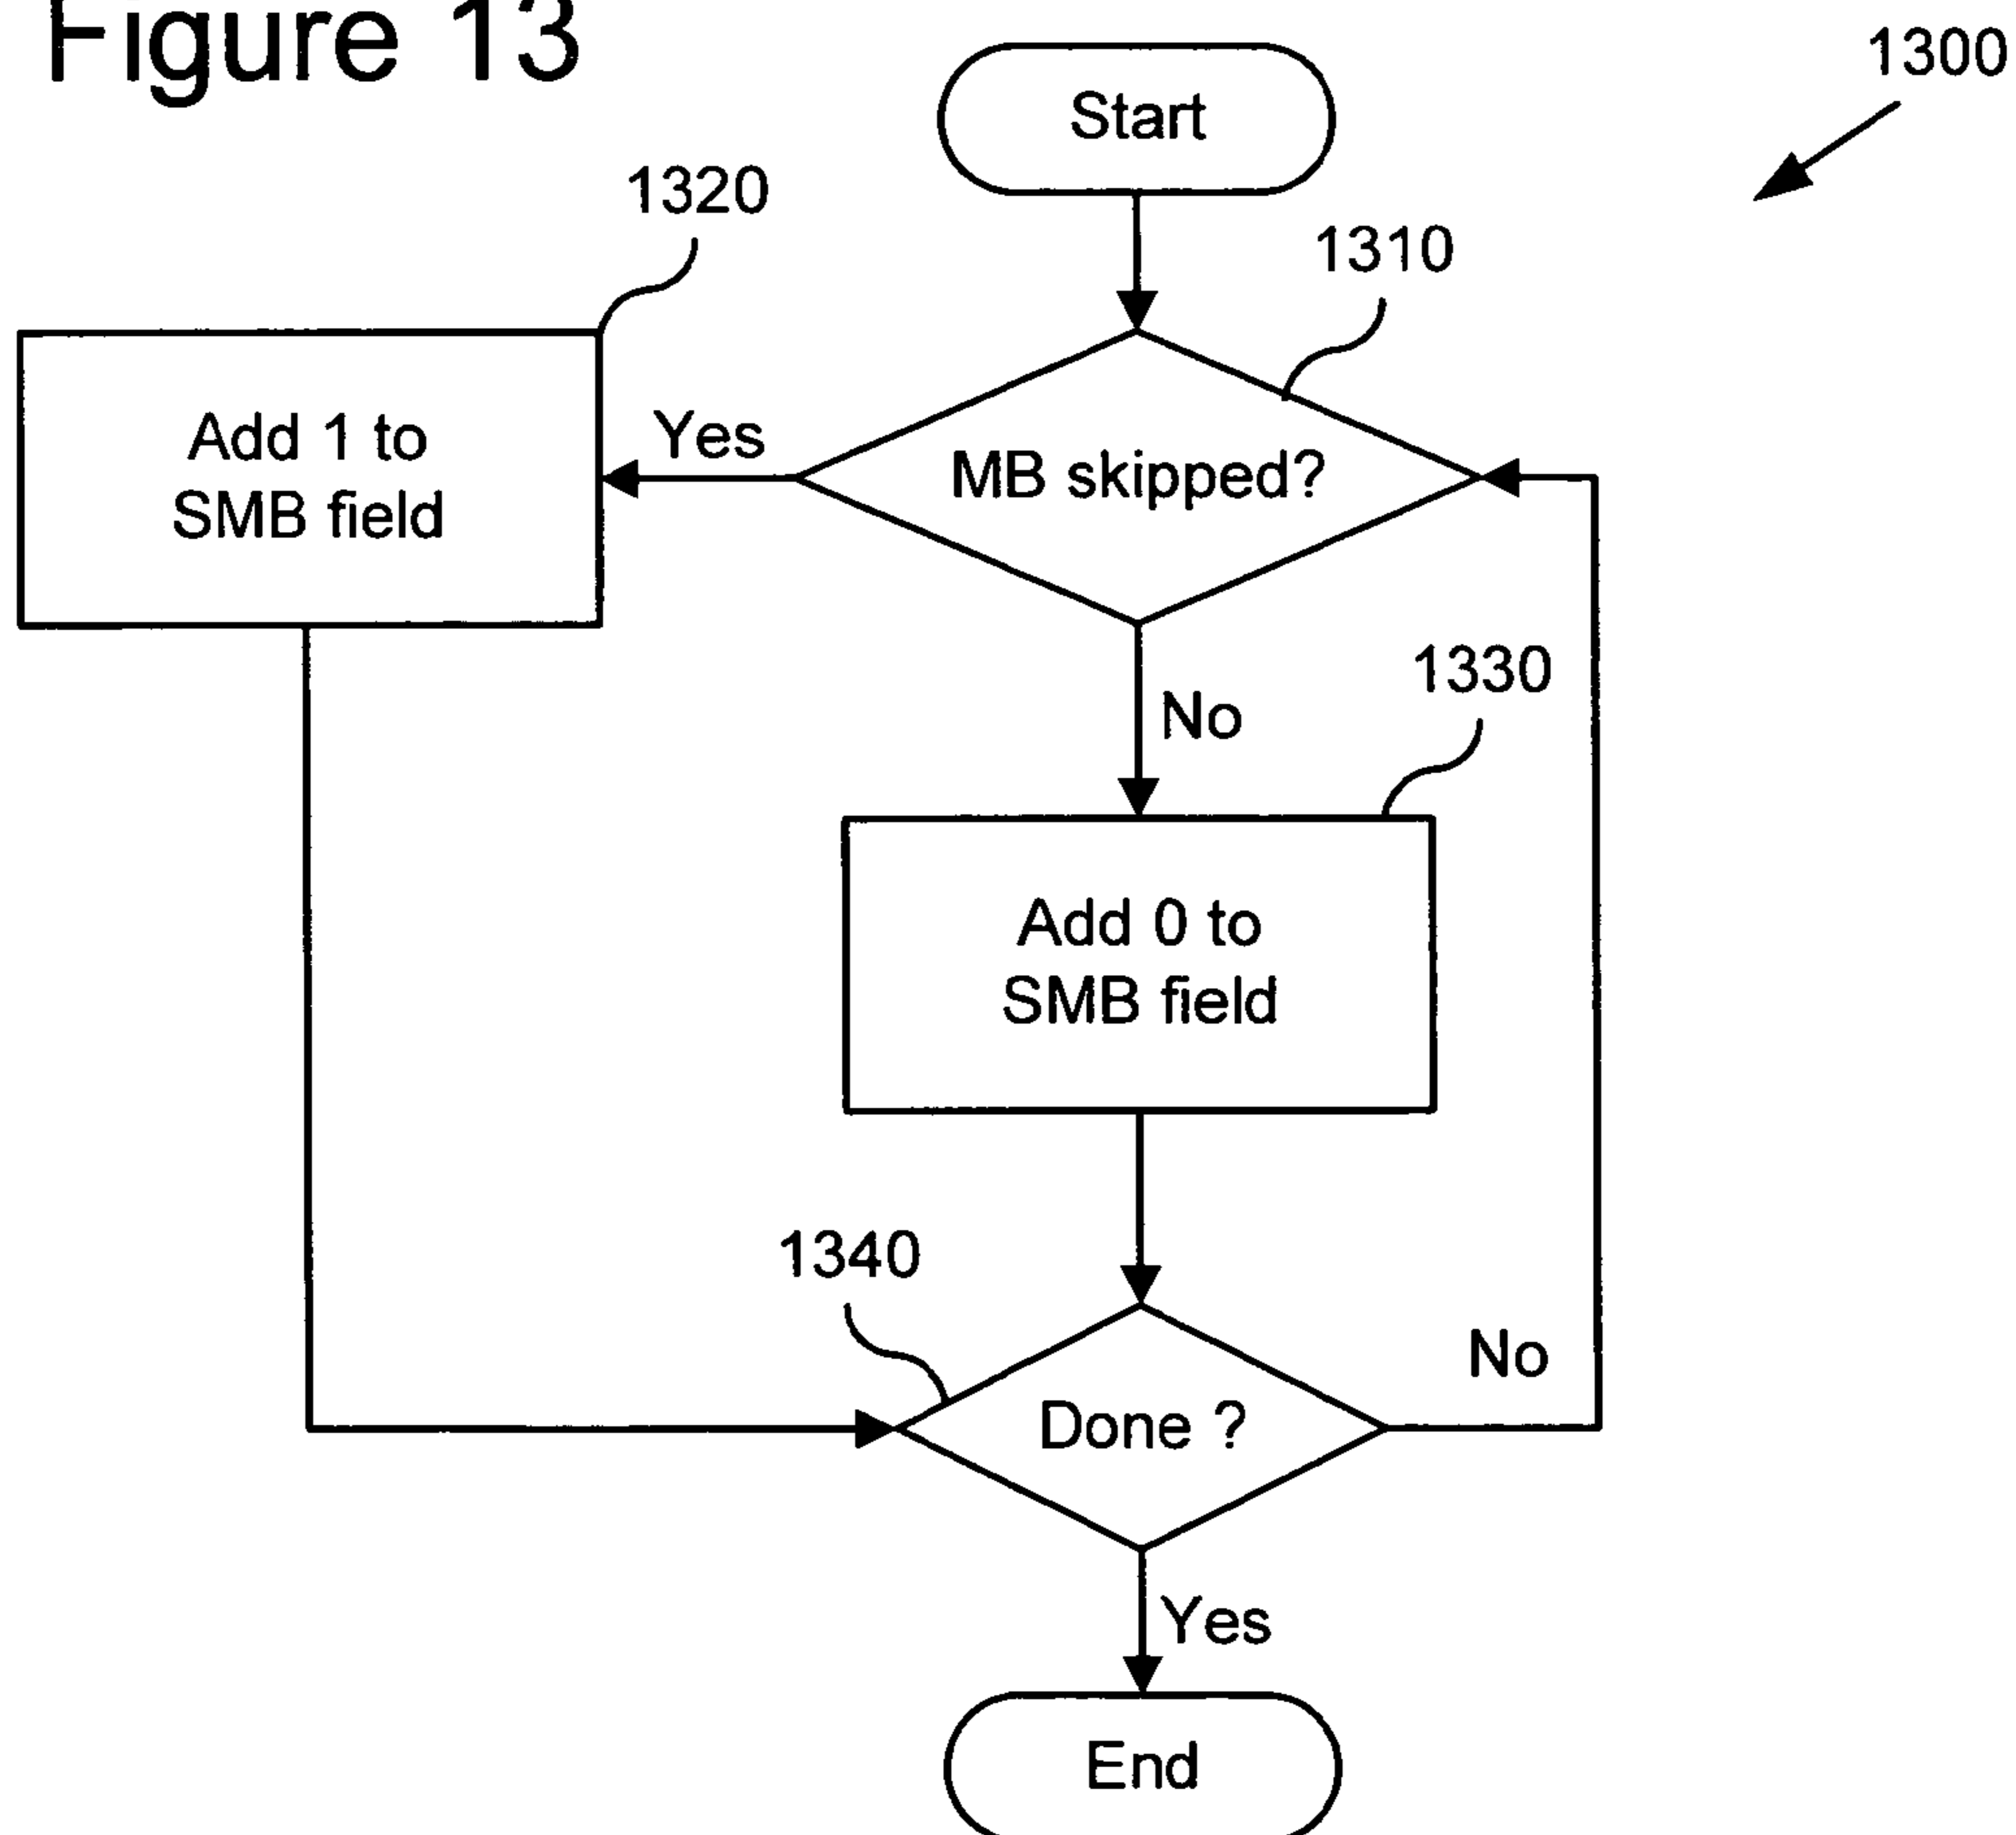 Figure 13
1300
Start
1320
1310
Add 1 to
SMB field
Yes
MB skipped?
No
1330
Add 0 to
SMB field
1340
No
Done ?
Yes
End